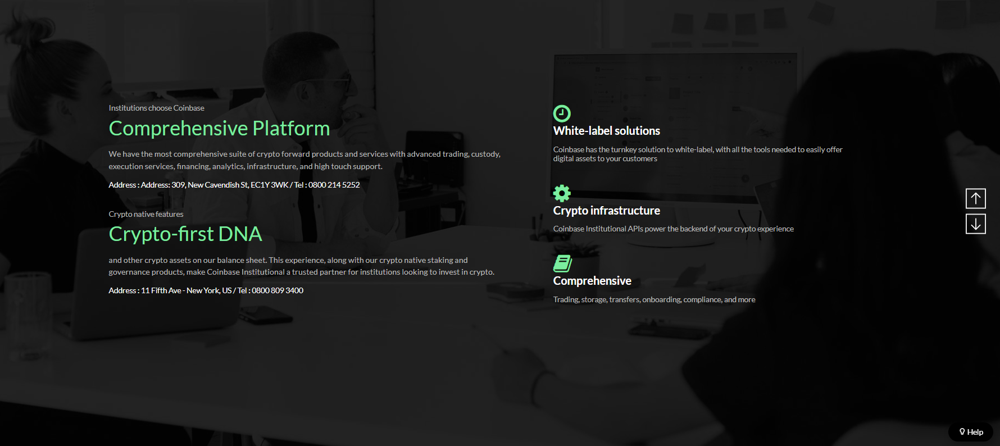 Institutions choose Coinbase
Comprehensive Platform
We have the most comprehensive suite of crypto forward products and services with advanced trading, custody,
execution services, financing, analytics, infrastructure, and high touch support.
Address : Address: 309, New Cavendish St, EC1Y 3WK / Tel : 0800 214 5252
Crypto native features
Crypto-first DNA
and other crypto assets on our balance sheet. This experience, along with our crypto native staking and
governance products, make Coinbase Institutional a trusted partner for institutions looking to invest in crypto.
Address : 11 Fifth Ave - New York, US / Tel : 0800 809 3400
White-label solutions
Coinbase has the turnkey solution to white-label, with all the tools needed to easily offer
digital assets to your customers
Crypto infrastructure
Coinbase Institutional APIs power the backend of your crypto experience
Comprehensive
Trading, storage, transfers, onboarding, compliance, and more
Help